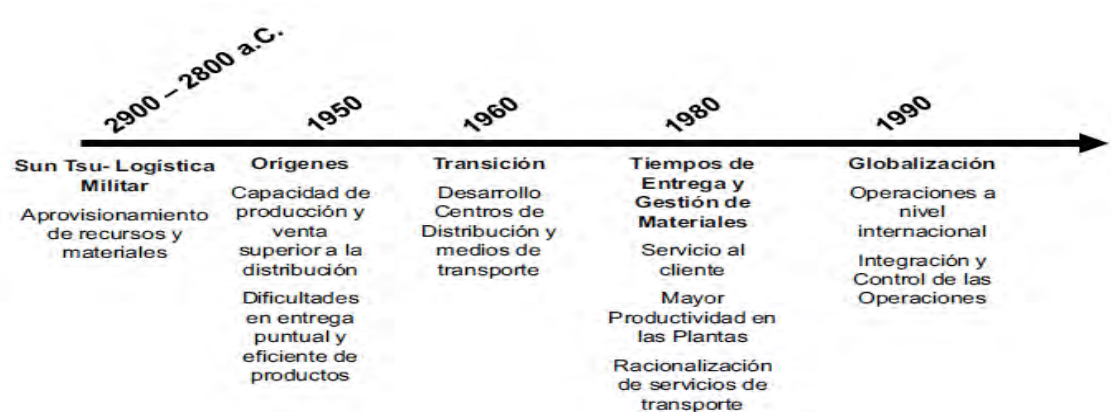 2900 – 2800 a.C.
1950
1960
1980
1990
Sun Tsu- Logística
Militar
Aprovisionamiento
de recursos y
materiales
Orígenes
Capacidad de
producción y
venta
superior a la
distribución
Dificultades
en entrega
puntual y
eficiente de
productos
Transición
Desarrollo
Centros de
Distribución y
medios de
transporte
Tiempos de
Entrega y
Gestión de
Materiales
Servicio al
cliente
Mayor
Productividad en
las Plantas
Racionalización
de servicios de
transporte
Globalización
Operaciones a
nivel
internacional
Integración y
Control de las
Operaciones